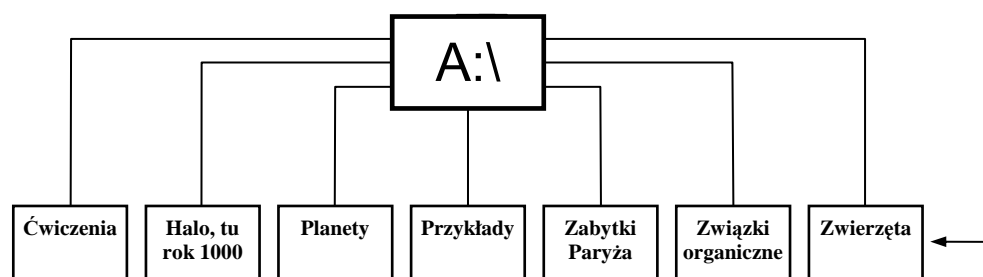 A:\
Ćwiczenia
Halo, tu
rok 1000
Planety
Przykłady
Zabytki
Paryża
Związki
organiczne
Zwierzęta